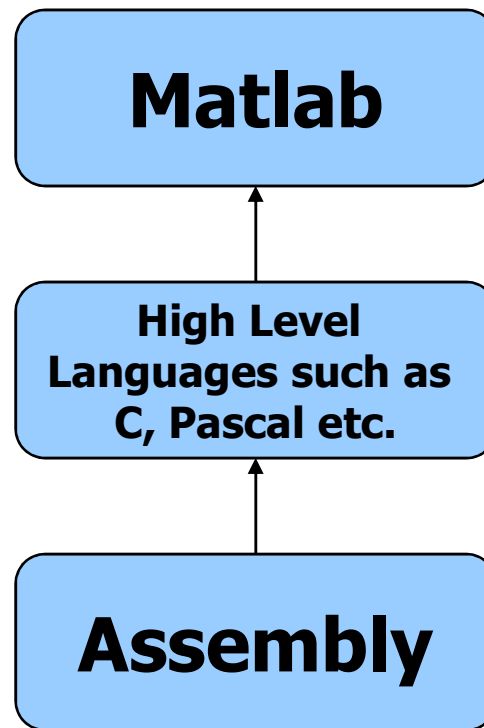 Matlab
High Level
Languages such as
C, Pascal etc.
Assembly